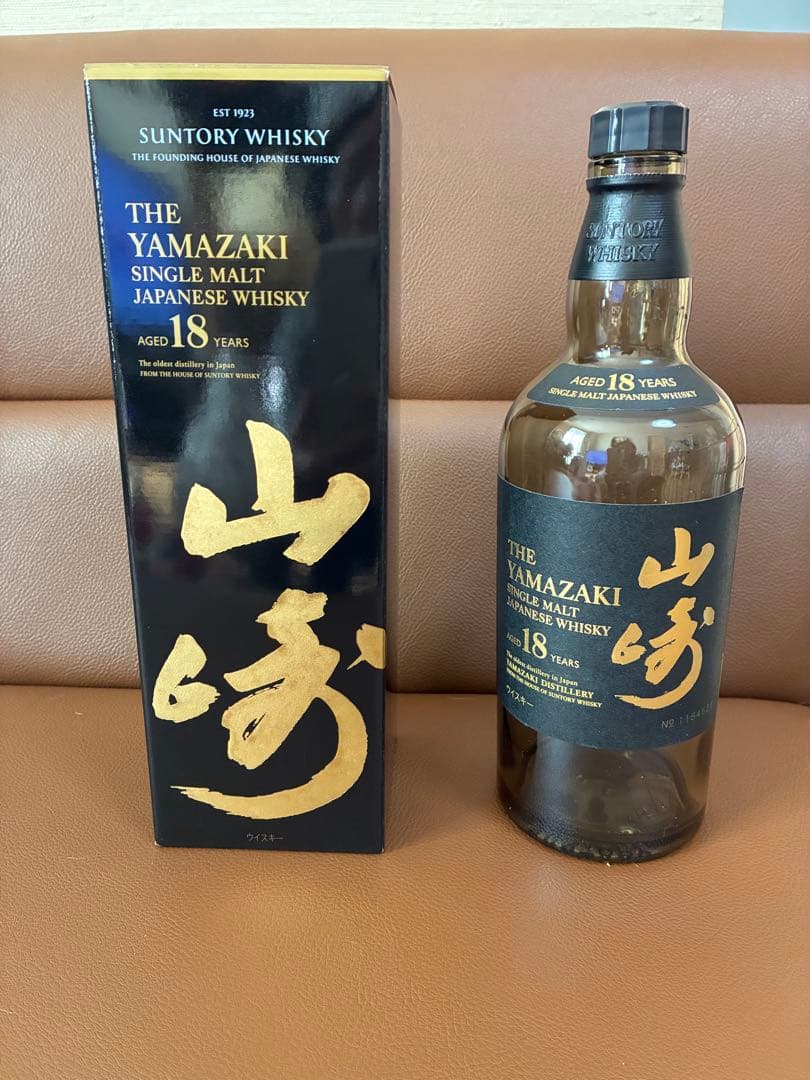 EST 1923
SUNTORY WHISKY
THE FOUNDING HOUSE OF JAPANESE WHISKY
THE
YAMAZAKI
SINGLE MALT
JAPANESE WHISKY
AGED 18 YEARS
The oldest distillery in Japan
FROM THE HOUSE OF SUNTORY WHISKY
山崎
ウイスキー
SUNTORY
WHISKY
AGED 18 YEARS
SINGLE MALT JAPANESE WHISKY
THE
YAMAZAKI
SINGLE MALT
JAPANESE WHISKY
AGED 18 YEARS
The oldest distillery in Japan
YAMAZAKI DISTILLERY
FROM THE HOUSE OF SUNTORY WHISKY
ウイスキー
山崎